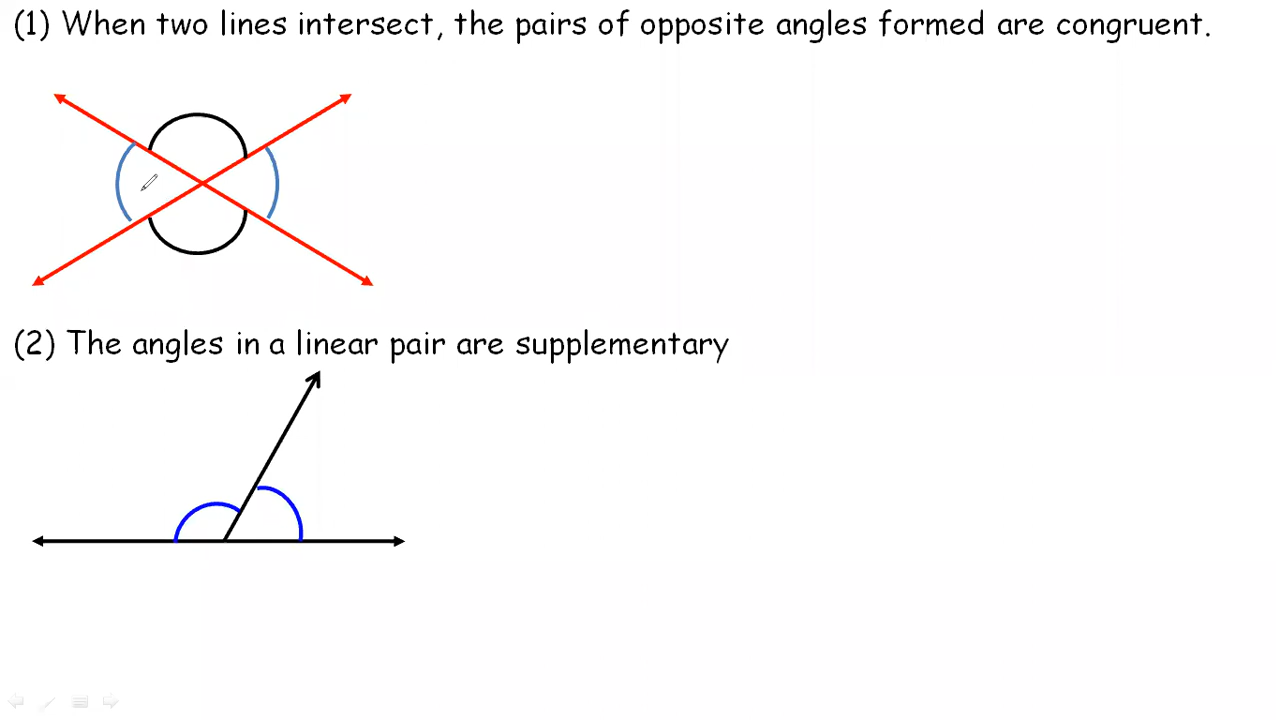 (1) When two lines intersect, the pairs of opposite angles formed are congruent.
(2) The angles in a linear pair are supplementary